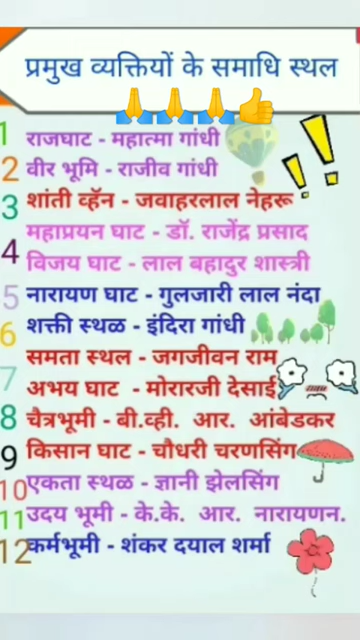 प्रमुख व्यक्तियों के समाधि स्थल
1 राजघाट - महात्मा गांधी
2 वीर भूमि - राजीव गांधी
3 शांती व्हॅन - जवाहरलाल नेहरू
महाप्रयन घाट - डॉ. राजेंद्र प्रसाद
4 विजय घाट - लाल बहादुर शास्त्री
5 नारायण घाट - गुलजारी लाल नंदा
6 शक्ती स्थळ - इंदिरा गांधी
समता स्थल - जगजीवन राम
7 अभय घाट - मोरारजी देसाई
8 चैत्रभूमी - बी.व्ही. आर. आंबेडकर
9 किसान घाट - चौधरी चरणसिंग
10 एकता स्थळ - ज्ञानी झेलसिंग
11 उदय भूमी - के.के. आर. नारायणन.
12 कर्मभूमी - शंकर दयाल शर्मा